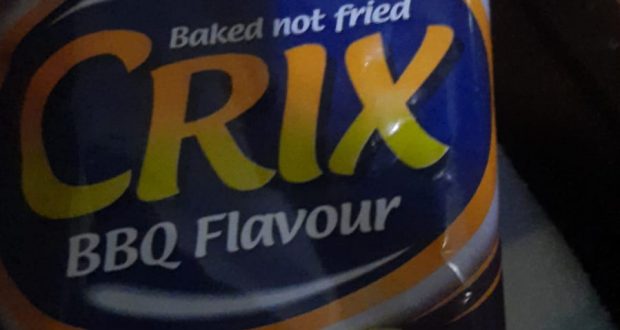 Baked not fried
CRIX
BBQ Flavour